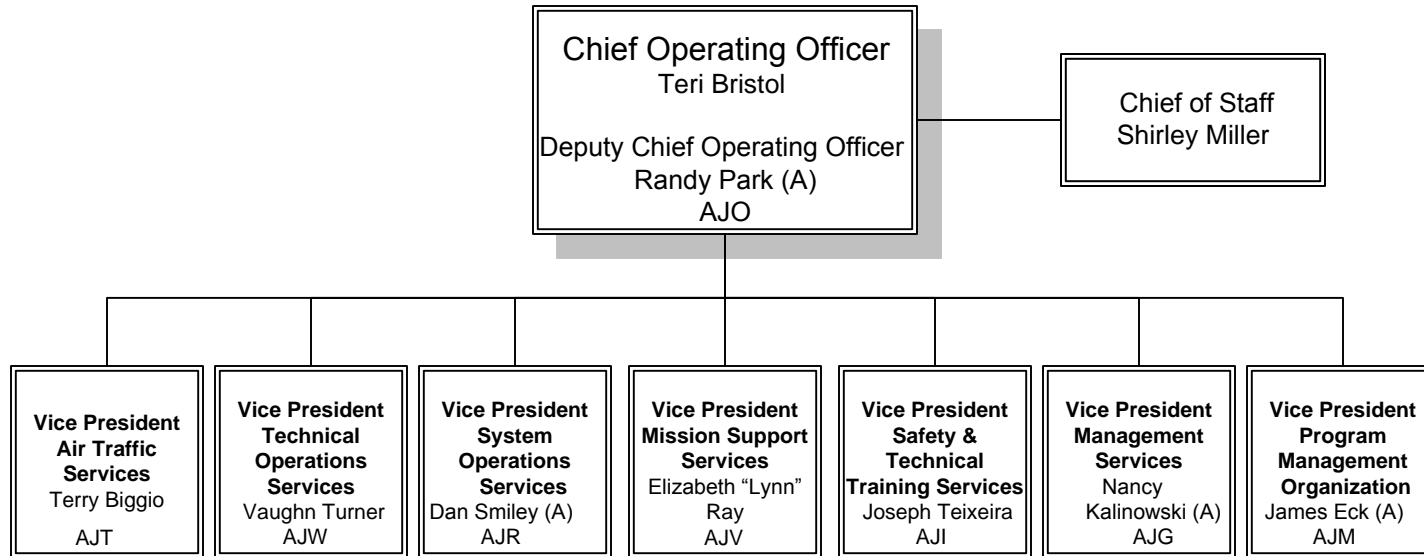 Chief Operating Officer
Teri Bristol
Deputy Chief Operating Officer
Randy Park (A)
AJO
Chief of Staff
Shirley Miller
Vice President
Air Traffic
Services
Terry Biggio
AJT
Vice President
Technical
Operations
Services
Vaughn Turner
AJW
Vice President
System
Operations
Services
Dan Smiley (A)
AJR
Vice President
Mission Support
Services
Elizabeth “Lynn”
Ray
AJV
Vice President
Safety &
Technical
Training Services
Joseph Teixeira
AJI
Vice President
Management
Services
Nancy
Kalinowski (A)
AJG
Vice President
Program
Management
Organization
James Eck (A)
AJM